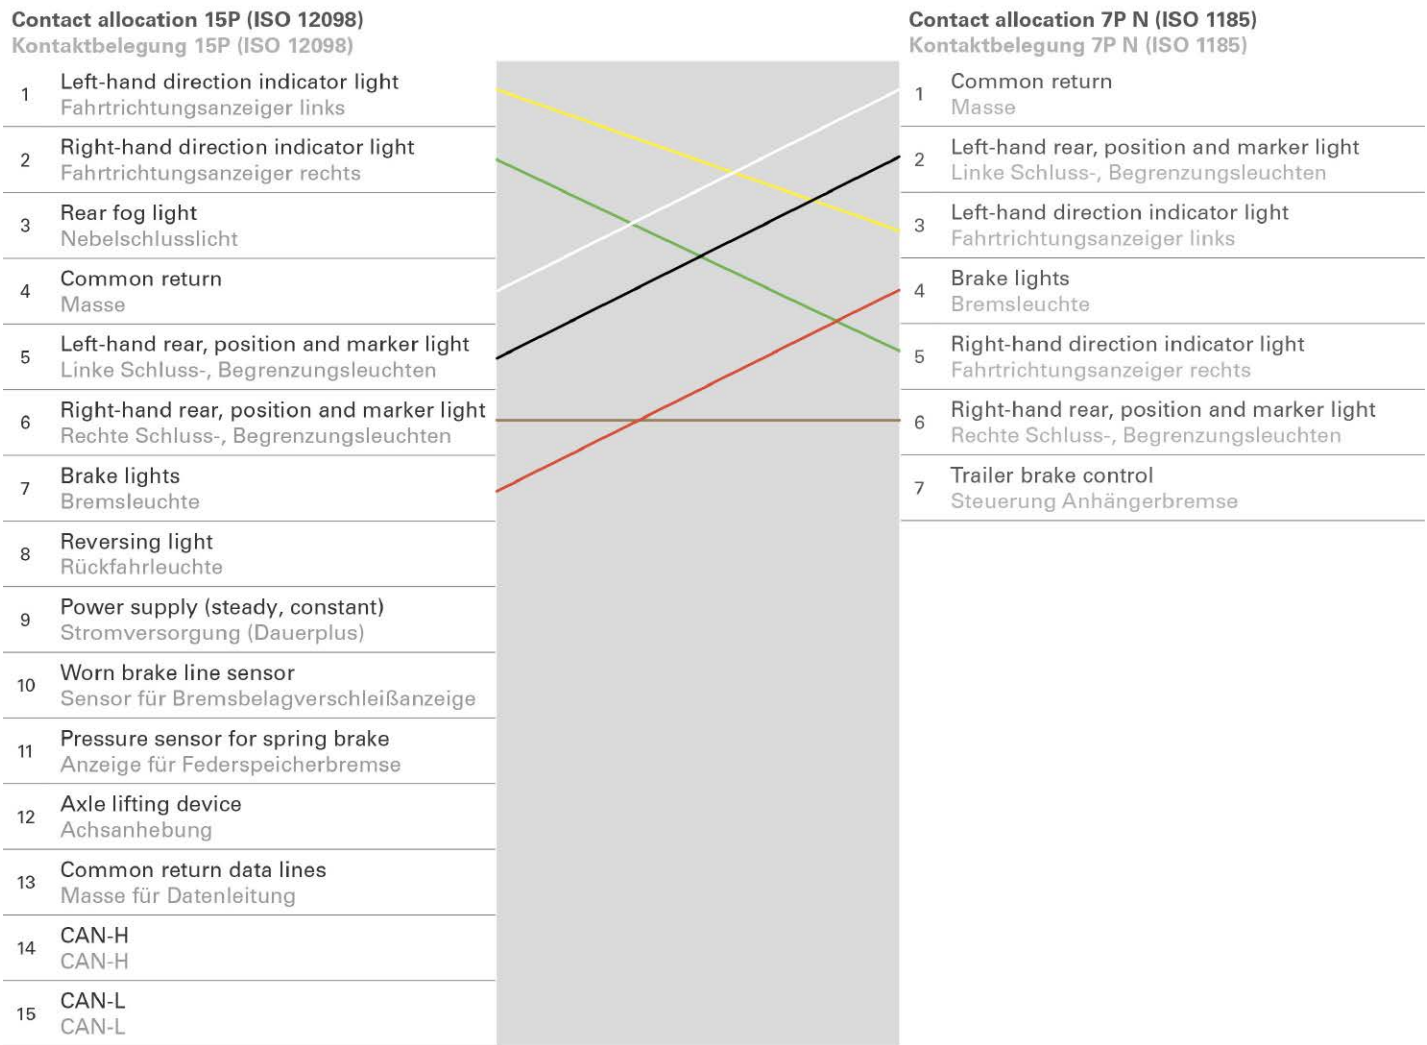 Contact allocation 15P (ISO 12098)
Kontaktbelegung 15P (ISO 12098)
1
Left-hand direction indicator light
Fahrtrichtungsanzeiger links
2
Right-hand direction indicator light
Fahrtrichtungsanzeiger rechts
3
Rear fog light
Nebelschlusslicht
4
Common return
Masse
5
Left-hand rear, position and marker light
Linke Schluss-, Begrenzungsleuchten
6
Right-hand rear, position and marker light
Rechte Schluss-, Begrenzungsleuchten
7
Brake lights
Bremsleuchte
8
Reversing light
Rückfahrleuchte
9
Power supply (steady, constant)
Stromversorgung (Dauerplus)
10
Worn brake line sensor
Sensor für Bremsbelagverschleißanzeige
11
Pressure sensor for spring brake
Anzeige für Federspeicherbremse
12
Axle lifting device
Achsanhebung
13
Common return data lines
Masse für Datenleitung
14
CAN-H
CAN-H
15
CAN-L
CAN-L
Contact allocation 7P N (ISO 1185)
Kontaktbelegung 7P N (ISO 1185)
1
Common return
Masse
2
Left-hand rear, position and marker light
Linke Schluss-, Begrenzungsleuchten
3
Left-hand direction indicator light
Fahrtrichtungsanzeiger links
4
Brake lights
Bremsleuchte
5
Right-hand direction indicator light
Fahrtrichtungsanzeiger rechts
6
Right-hand rear, position and marker light
Rechte Schluss-, Begrenzungsleuchten
7
Trailer brake control
Steuerung Anhängerbremse